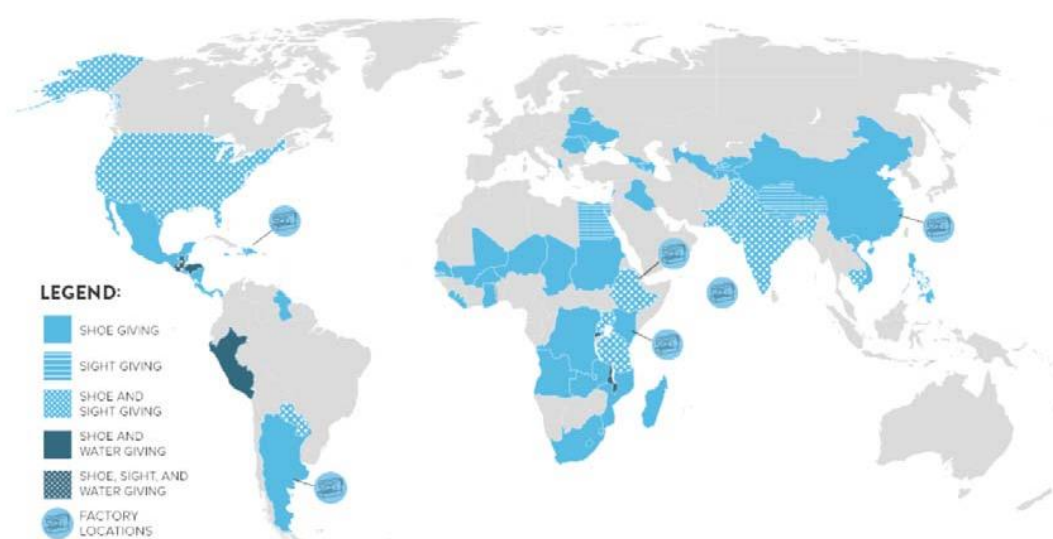 LEGEND:
SHOE GIVING
SIGHT GIVING
SHOE AND
SIGHT GIVING
SHOE AND
WATER GIVING
SHOE, SIGHT, AND
WATER GIVING
FACTORY
LOCATIONS